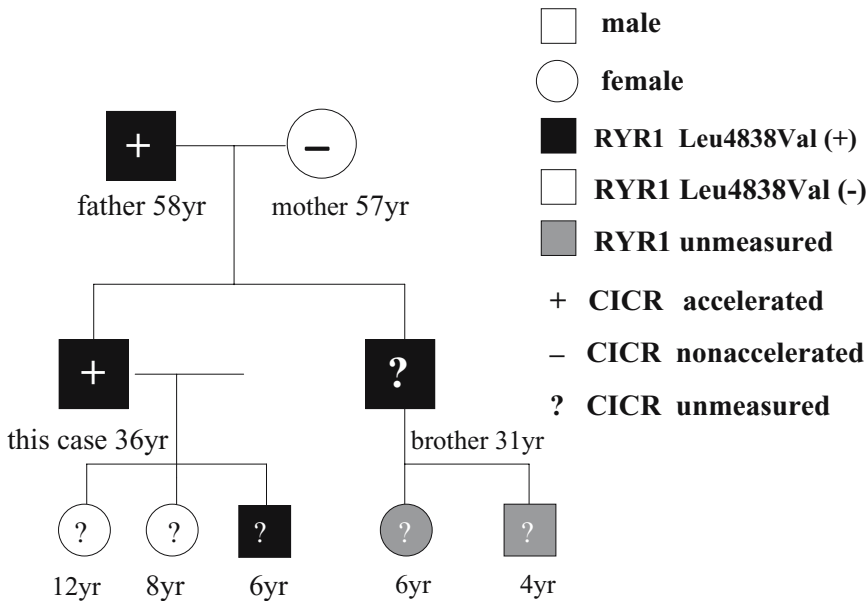 male
female
RYR1 Leu4838Val (+)
RYR1 Leu4838Val (-)
RYR1 unmeasured
+ CICR accelerated
– CICR nonaccelerated
? CICR unmeasured
+ –
father 58yr mother 57yr
+ ?
this case 36yr brother 31yr
? ? ? ? ?
12yr 8yr 6yr 6yr 4yr